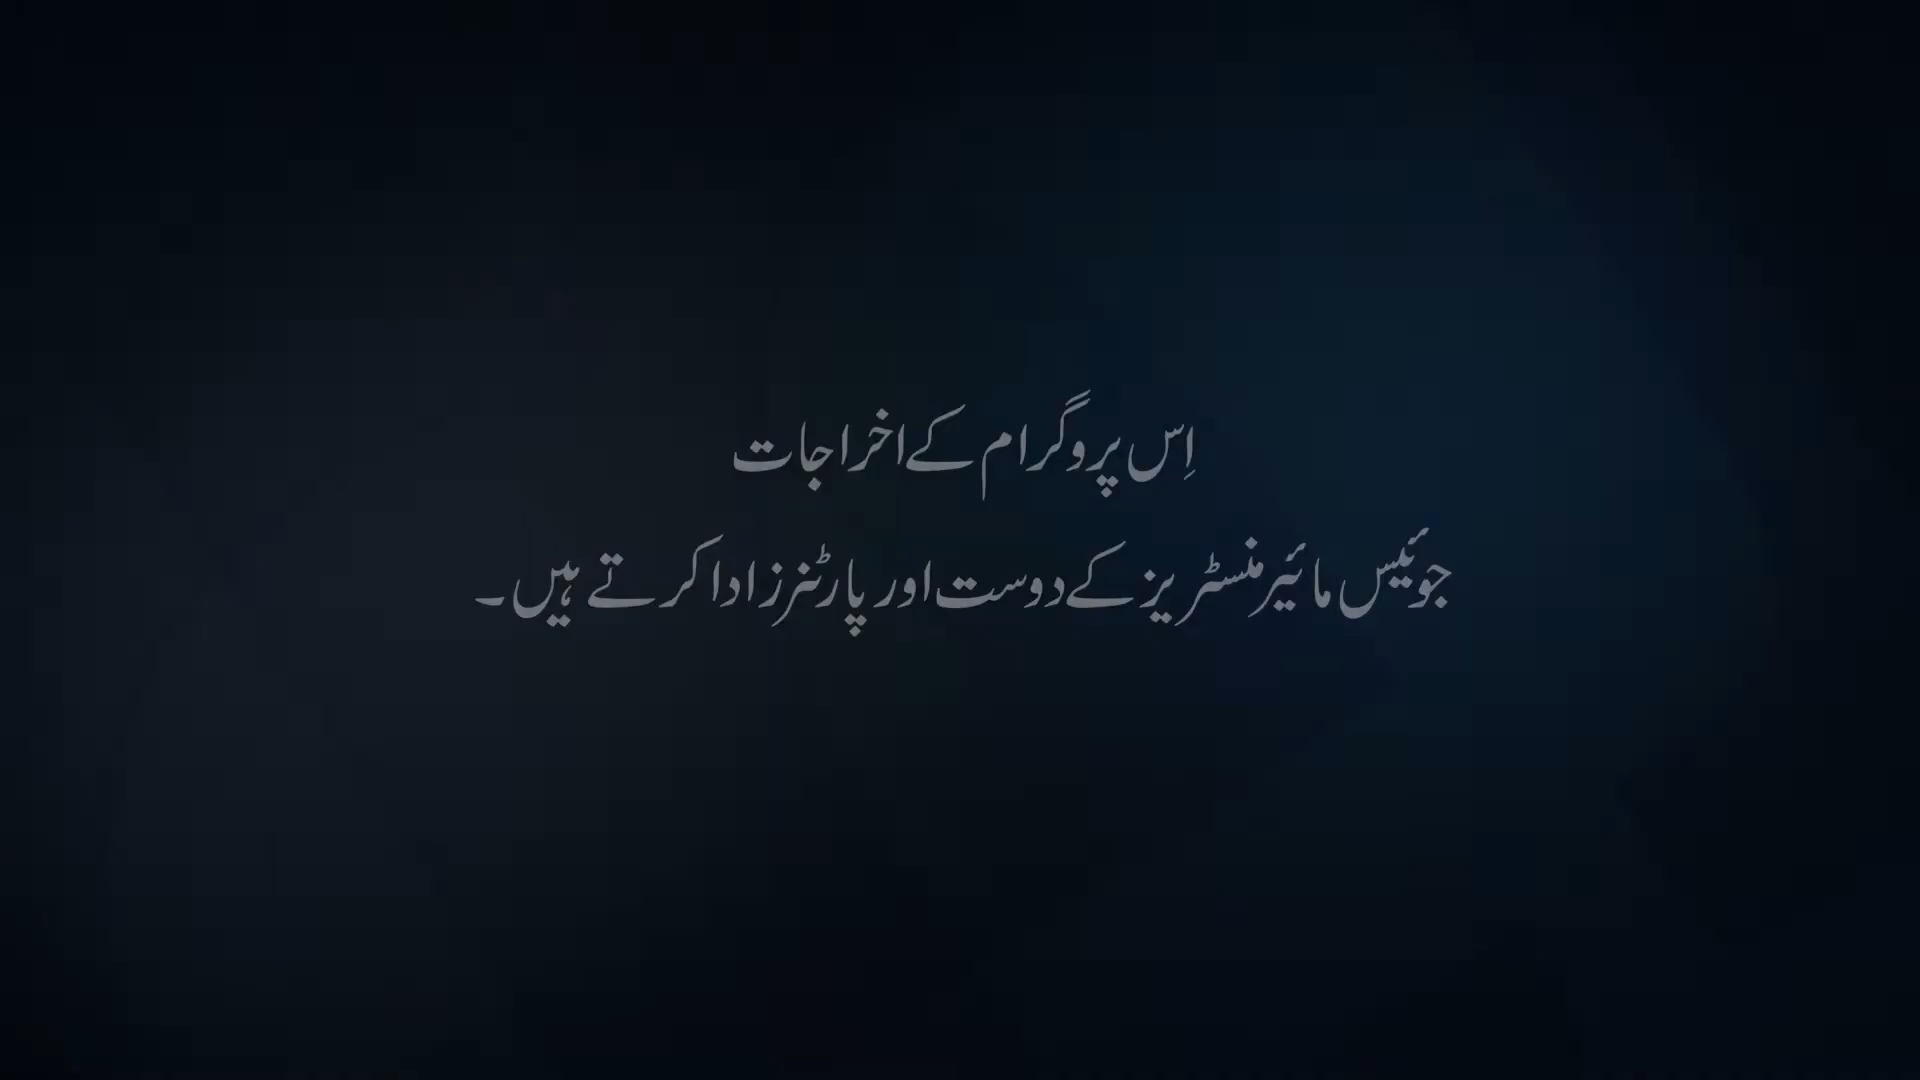 اِس پروگرام کے اخراجات
جوئیس مائیر منسٹریز کے دوست اور پارٹنرز ادا کرتے ہیں۔